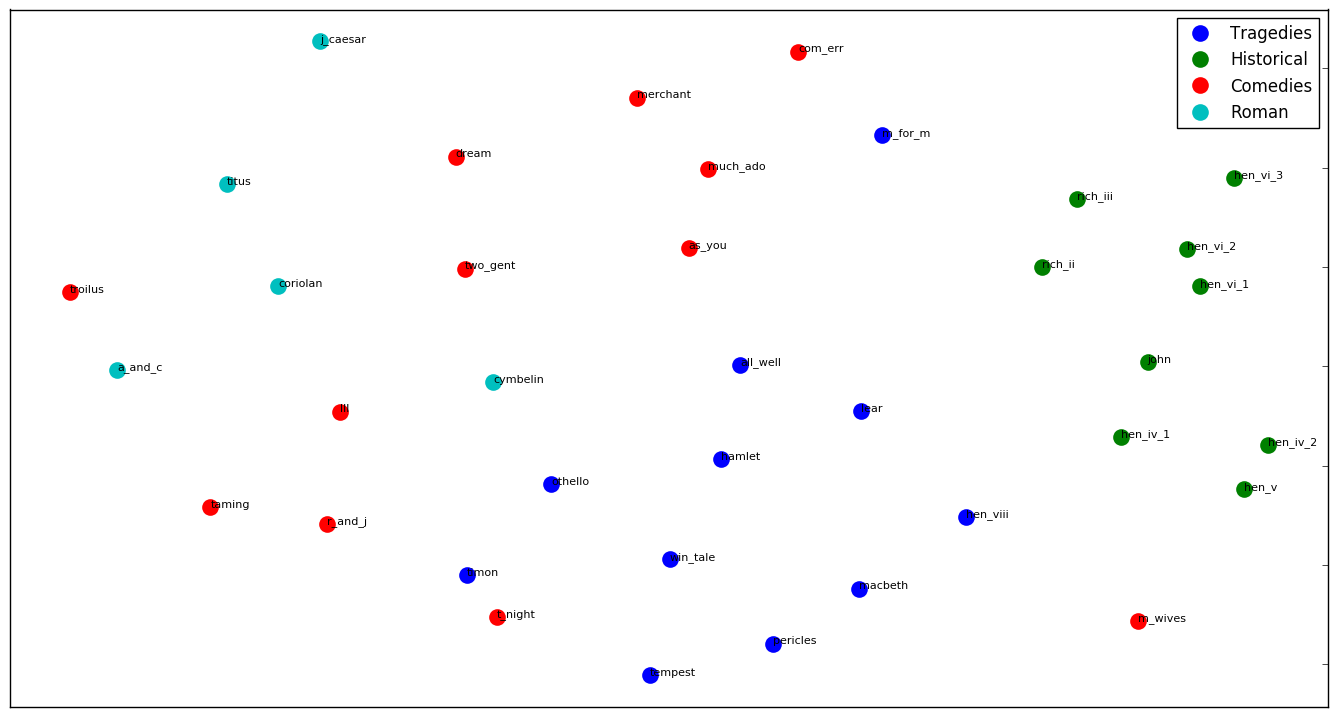 j_caesar
com_err
Tragedies
Historical
Comedies
Roman
merchant
m_for_m
dream
much_ado
hen_vi_3
titus
rich_iii
as_you
hen_vi_2
two_gent
rich_ii
coriolan
hen_vi_1
troilus
john
all_well
a_and_c
cymbelin
lll
lear
hen_iv_1
hen_iv_2
hamlet
othello
hen_v
taming
hen_viii
r_and_j
win_tale
timon
macbeth
t_night
m_wives
pericles
tempest